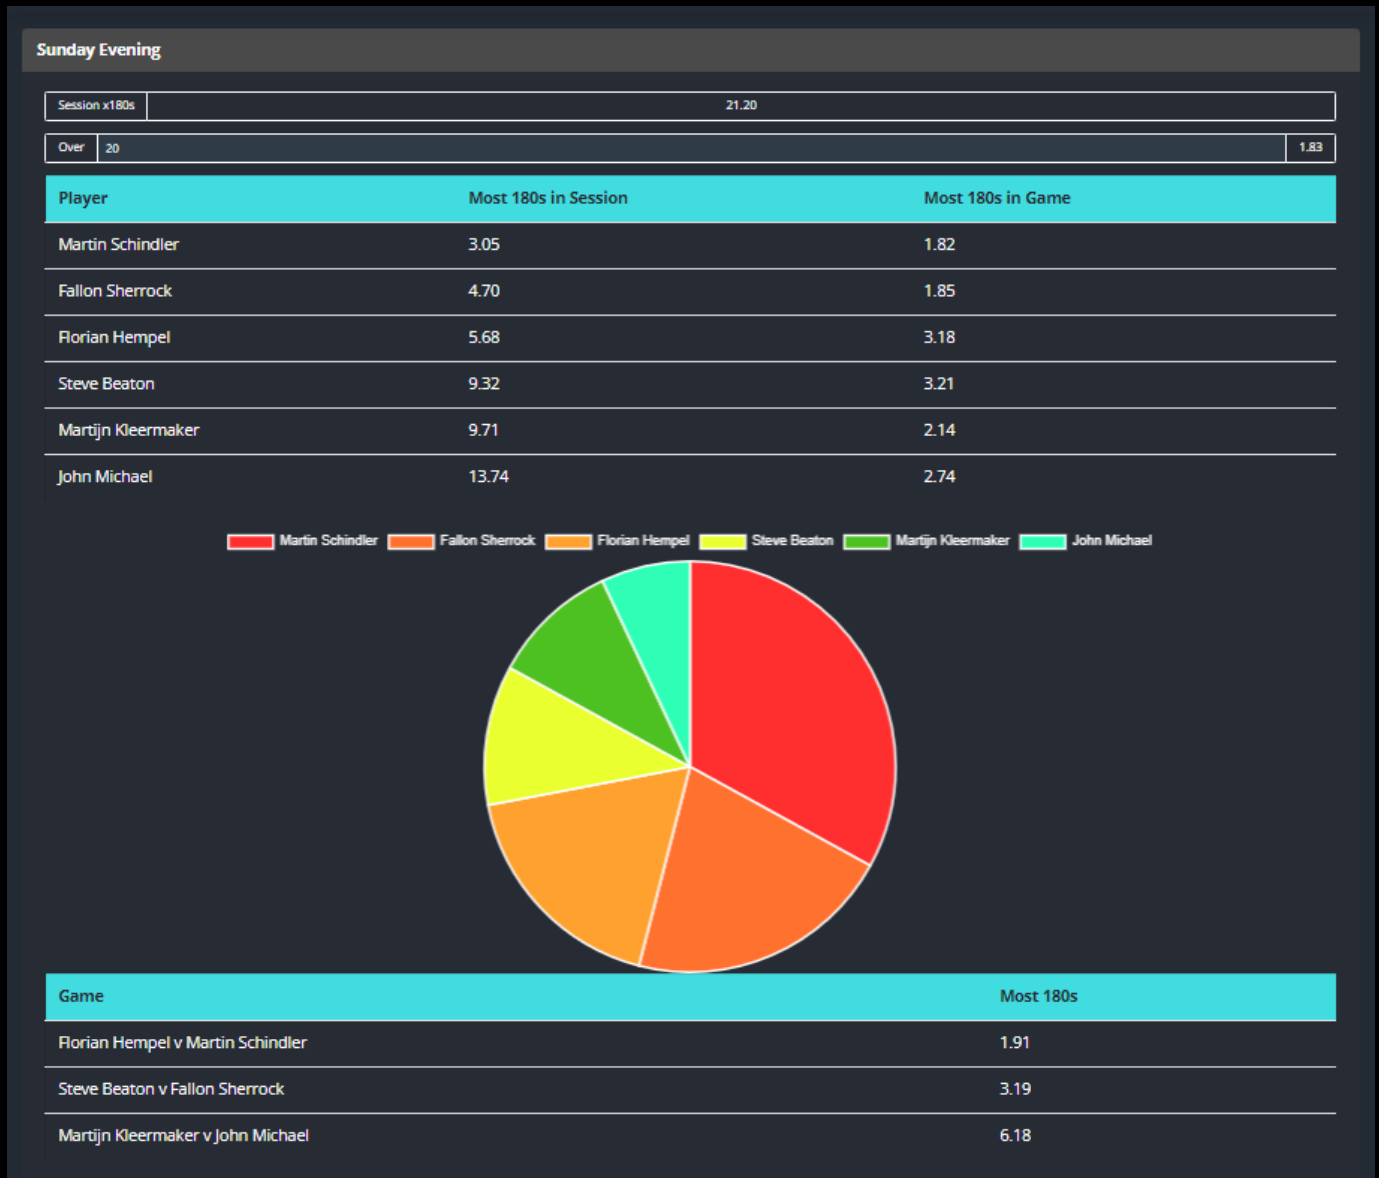 Sunday Evening
Session x180s 21.20
Over 20 1.83
Player Most 180s in Session Most 180s in Game
Martin Schindler 3.05 1.82
Fallon Sherrock 4.70 1.85
Florian Hempel 5.68 3.18
Steve Beaton 9.32 3.21
Martijn Kleermaker 9.71 2.14
John Michael 13.74 2.74
Martin Schindler Fallon Sherrock Florian Hempel Steve Beaton Martijn Kleermaker John Michael
Game Most 180s
Florian Hempel v Martin Schindler 1.91
Steve Beaton v Fallon Sherrock 3.19
Martijn Kleermaker v John Michael 6.18